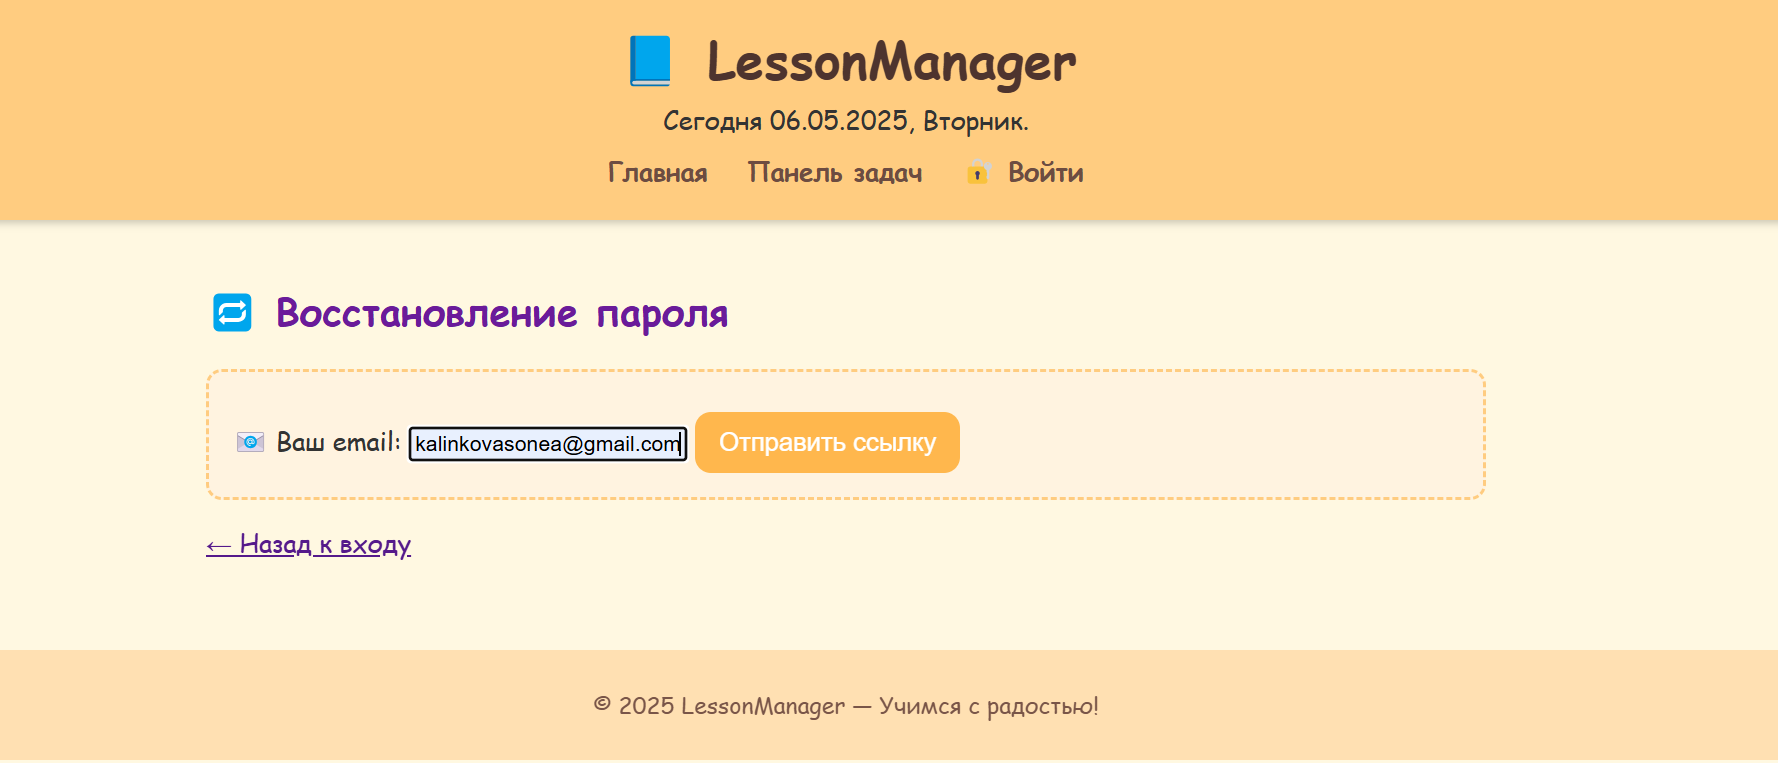 LessonManager
Сегодня 06.05.2025, Вторник.
Главная Панель задач Войти
Восстановление пароля
Ваш email: kalinkovasonea@gmail.com Отправить ссылку
← Назад к входу
© 2025 LessonManager — Учимся с радостью!